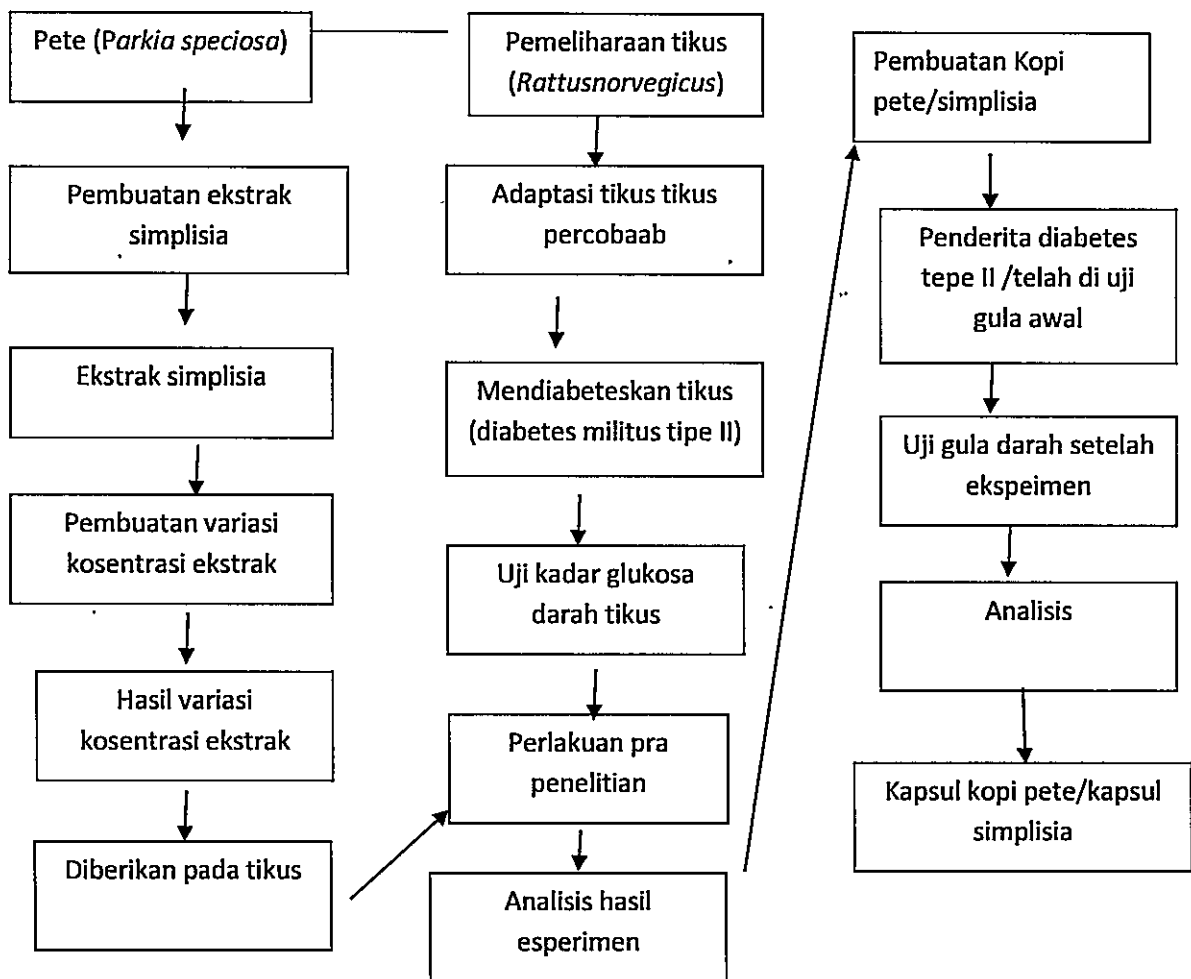 Pete (Parkia speciosa)
Pembuatan ekstrak
simplisia
Ekstrak simplisia
Pembuatan variasi
kosentrasi ekstrak
Hasil variasi
kosentrasi ekstrak
Diberikan pada tikus
Pemeliharaan tikus
(Rattusnorvegicus)
Adaptasi tikus tikus
percobaab
Mendiabeteskan tikus
(diabetes militus tipe II)
Uji kadar glukosa
darah tikus
Perlakuan pra
penelitian
Analisis hasil
esperimen
Pembuatan Kopi
pete/simplisia
Penderita diabetes
tepe II /telah di uji
gula awal
Uji gula darah setelah
ekspeimen
Analisis
Kapsul kopi pete/kapsul
simplisia